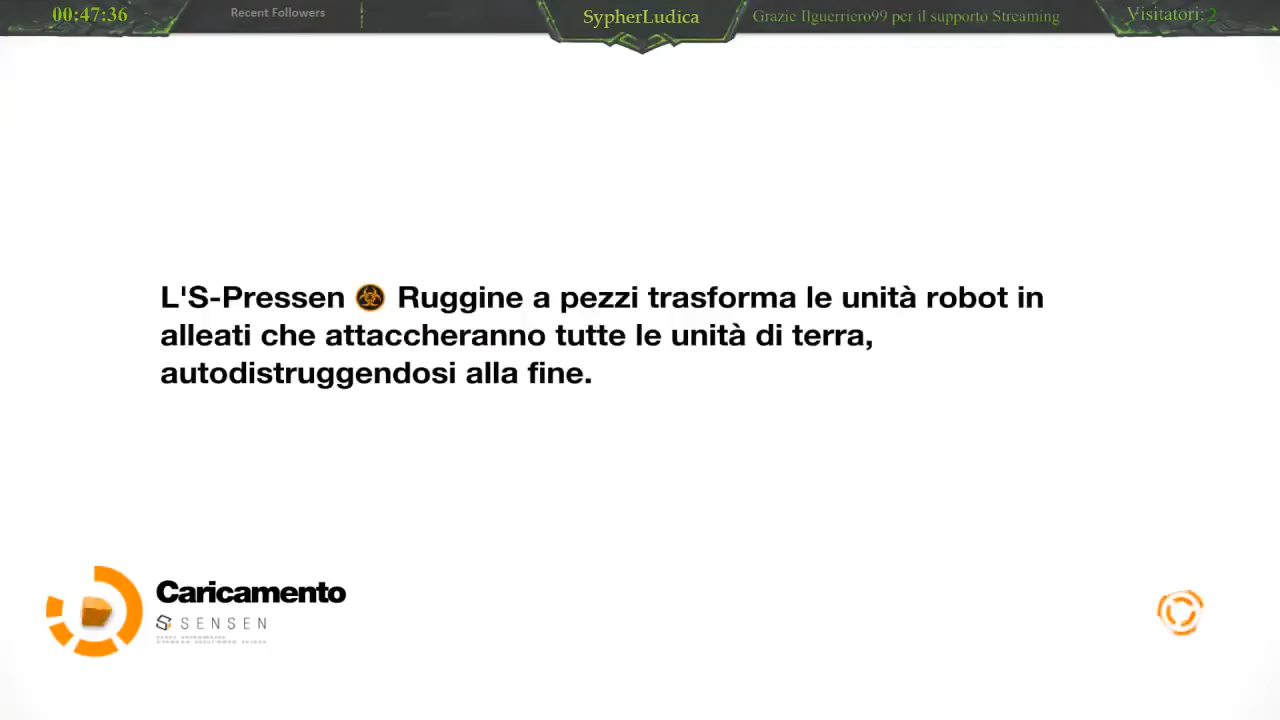 00:47:36
Recent Followers
SypherLudica
Grazie Ilguerriero99 per il supporto Streaming
Visitatori: 2
L'S-Pressen Ruggine a pezzi trasforma le unità robot in
alleati che attaccheranno tutte le unità di terra,
autodistruggendosi alla fine.
Caricamento
SENSEN